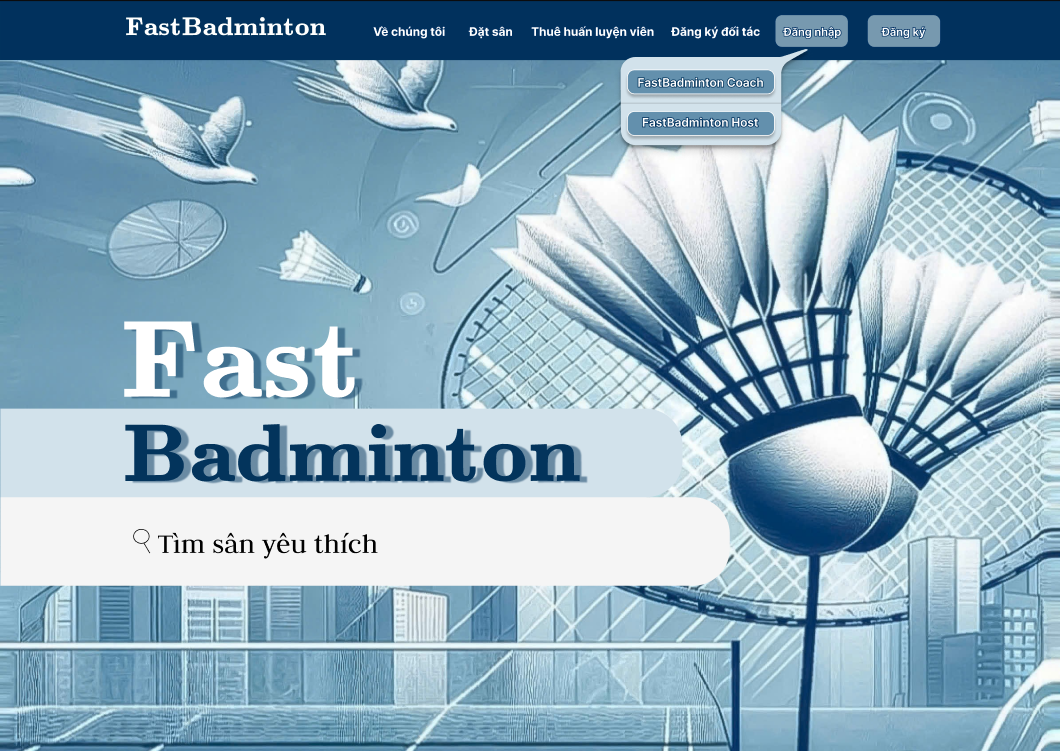 FastBadminton
Về chúng tôi
Đặt sân
Thuê huấn luyện viên
Đăng ký đối tác
Đăng nhập
Đăng ký
FastBadminton Coach
FastBadminton Host
Fast
Badminton
Tìm sân yêu thích